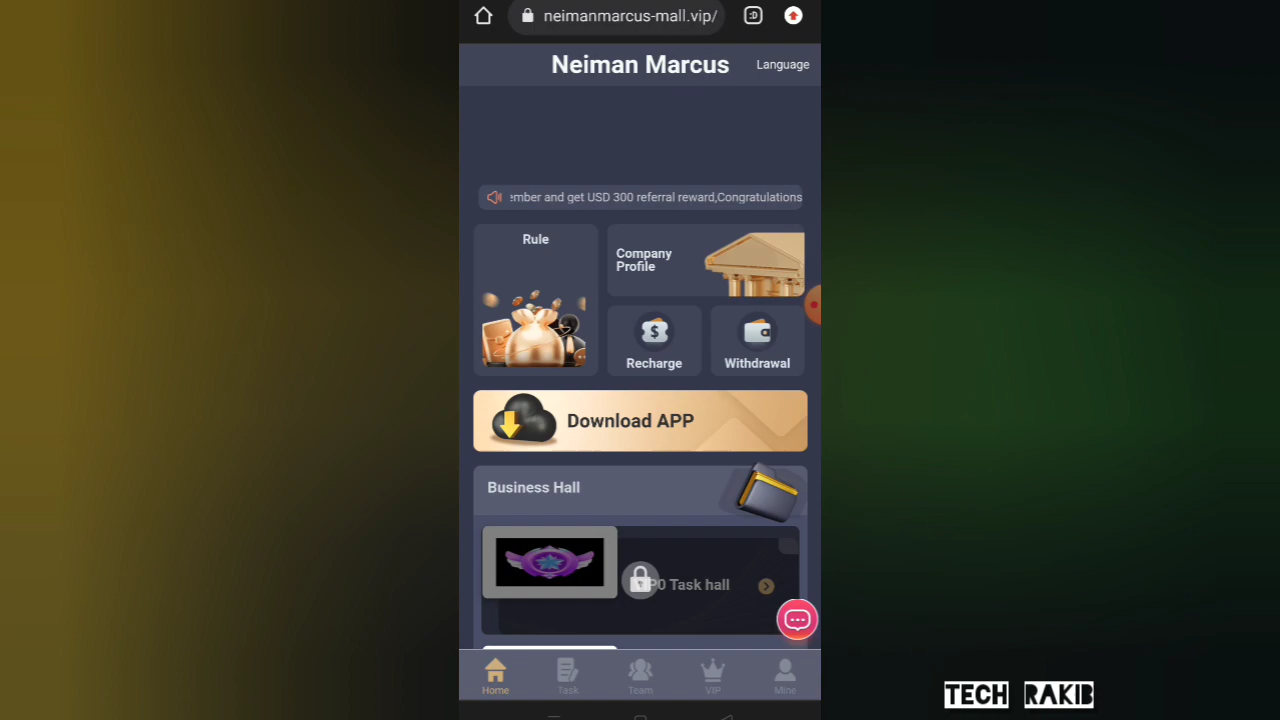 neimanmarcus-mall.vip/
:D
Neiman Marcus
Language
ember and get USD 300 referral reward,Congratulations
Rule
Company
Profile
Recharge
Withdrawal
Download APP
Business Hall
P0 Task hall
Home
Task
Team
VIP
Mine
TECH RAKIB